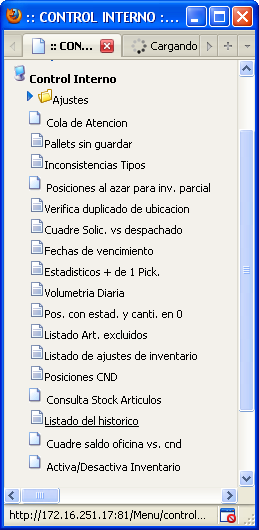 :: CONTROL INTERNO :...
:: CON...
Cargando
Control Interno
Ajustes
Cola de Atencion
Pallets sin guardar
Inconsistencias Tipos
Posiciones al azar para inv. parcial
Verifica duplicado de ubicacion
Cuadre Solic. vs despachado
Fechas de vencimiento
Estadisticos + de 1 Pick.
Volumetria Diaria
Pos. con estad. y canti. en 0
Listado Art. excluidos
Listado de ajustes de inventario
Posiciones CND
Consulta Stock Articulos
Listado del historico
Cuadre saldo oficina vs. cnd
Activa/Desactiva Inventario
http://172.16.251.17:81/Menu/control...